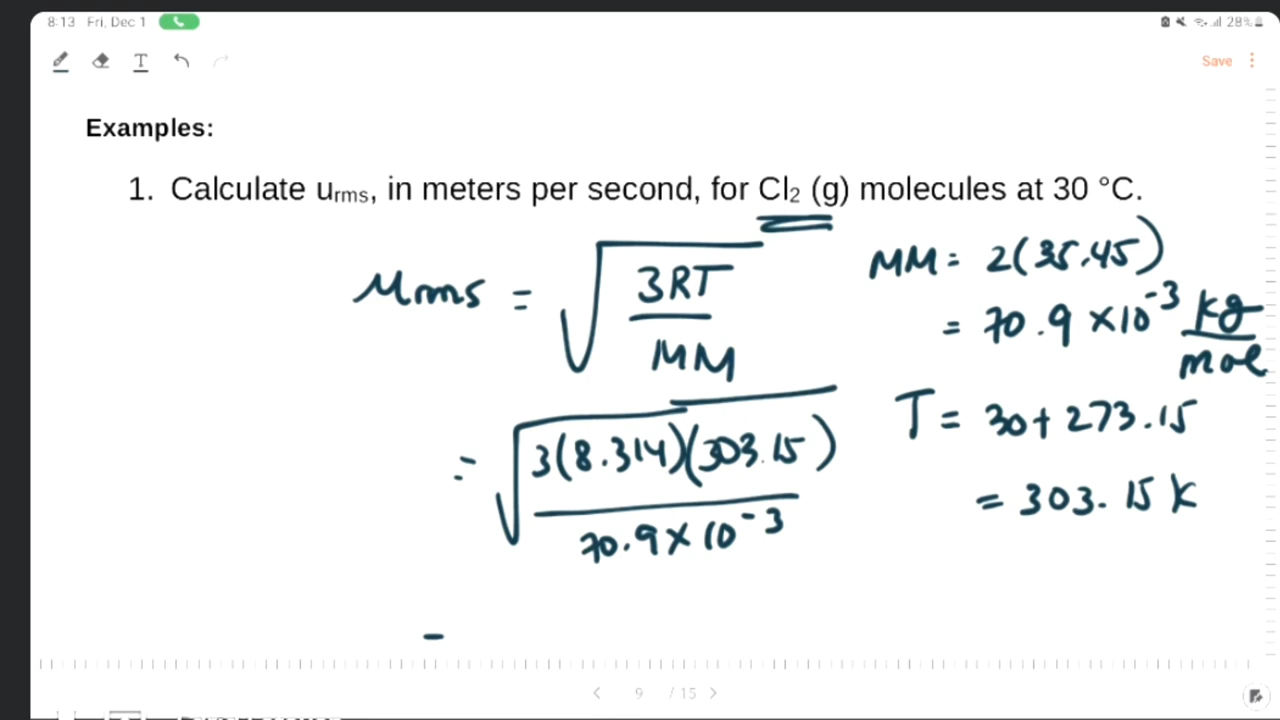 8:13 Fri, Dec 1 28%
T Save
Examples:
1. Calculate uᵣₘₛ, in meters per second, for Cl₂ (g) molecules at 30 °C.
μrms = √(3RT / MM)
MM = 2(35.45)
= 70.9 × 10⁻³ kg/mol
= √(3(8.314)(303.15) / 70.9 × 10⁻³)
T = 30 + 273.15
= 303.15 K
-
< 9 / 15 >